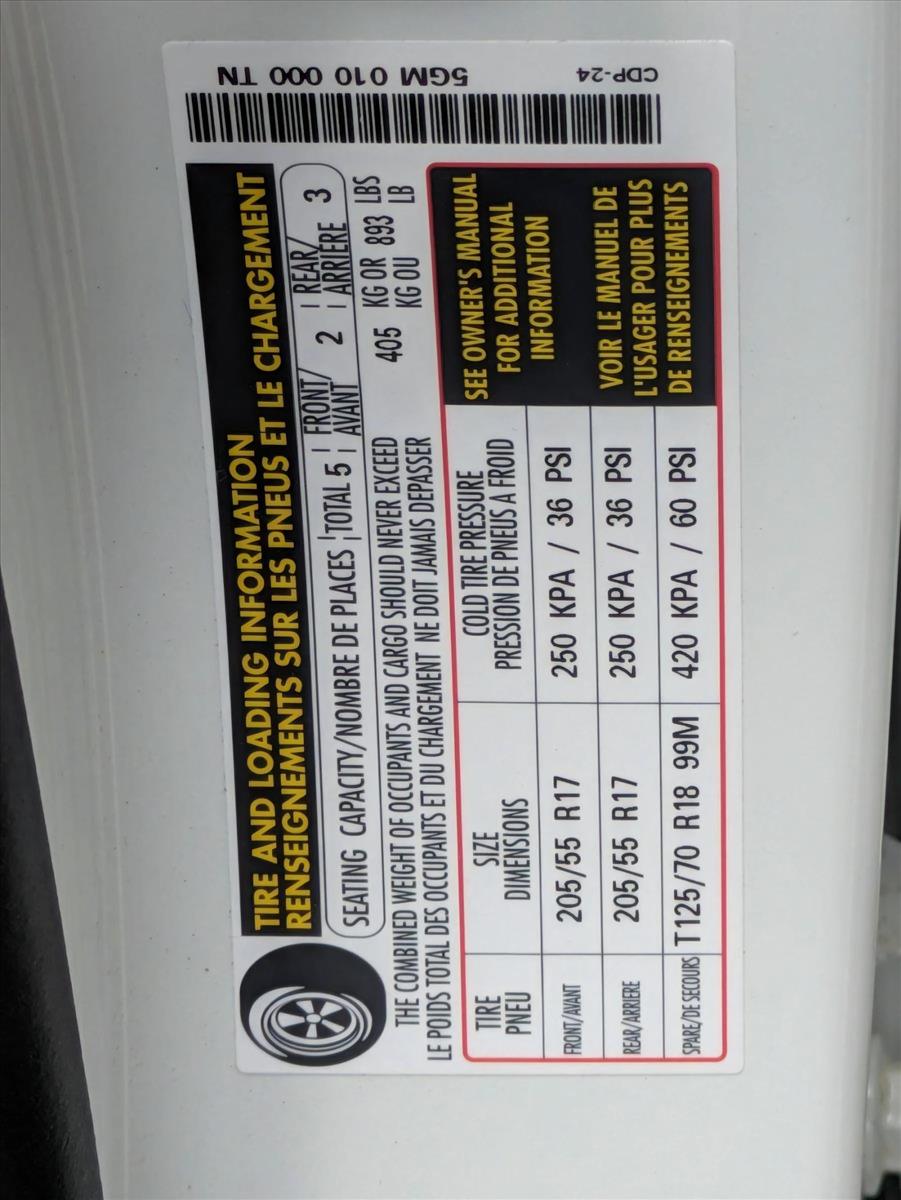 TIRE AND LOADING INFORMATION
RENSEIGNEMENTS SUR LES PNEUS ET LE CHARGEMENT
SEATING CAPACITY/NOMBRE DE PLACES | TOTAL 5 | FRONT/AVANT 2 | REAR/ARRIERE 3
THE COMBINED WEIGHT OF OCCUPANTS AND CARGO SHOULD NEVER EXCEED 405 KG OR 893 LBS
LE POIDS TOTAL DES OCCUPANTS ET DU CHARGEMENT NE DOIT JAMAIS DEPASSER KG OU LB
TIRE SIZE COLD TIRE PRESSURE
PNEU DIMENSIONS PRESSION DE PNEUS A FROID
FRONT/AVANT 205/55 R17 250 KPA / 36 PSI
REAR/ARRIERE 205/55 R17 250 KPA / 36 PSI
SPARE/DE SECOURS T125/70 R18 99M 420 KPA / 60 PSI
SEE OWNER'S MANUAL
FOR ADDITIONAL
INFORMATION
VOIR LE MANUEL DE
L'USAGER POUR PLUS
DE RENSEIGNEMENTS
CDP-24 5GM 010 000 TN